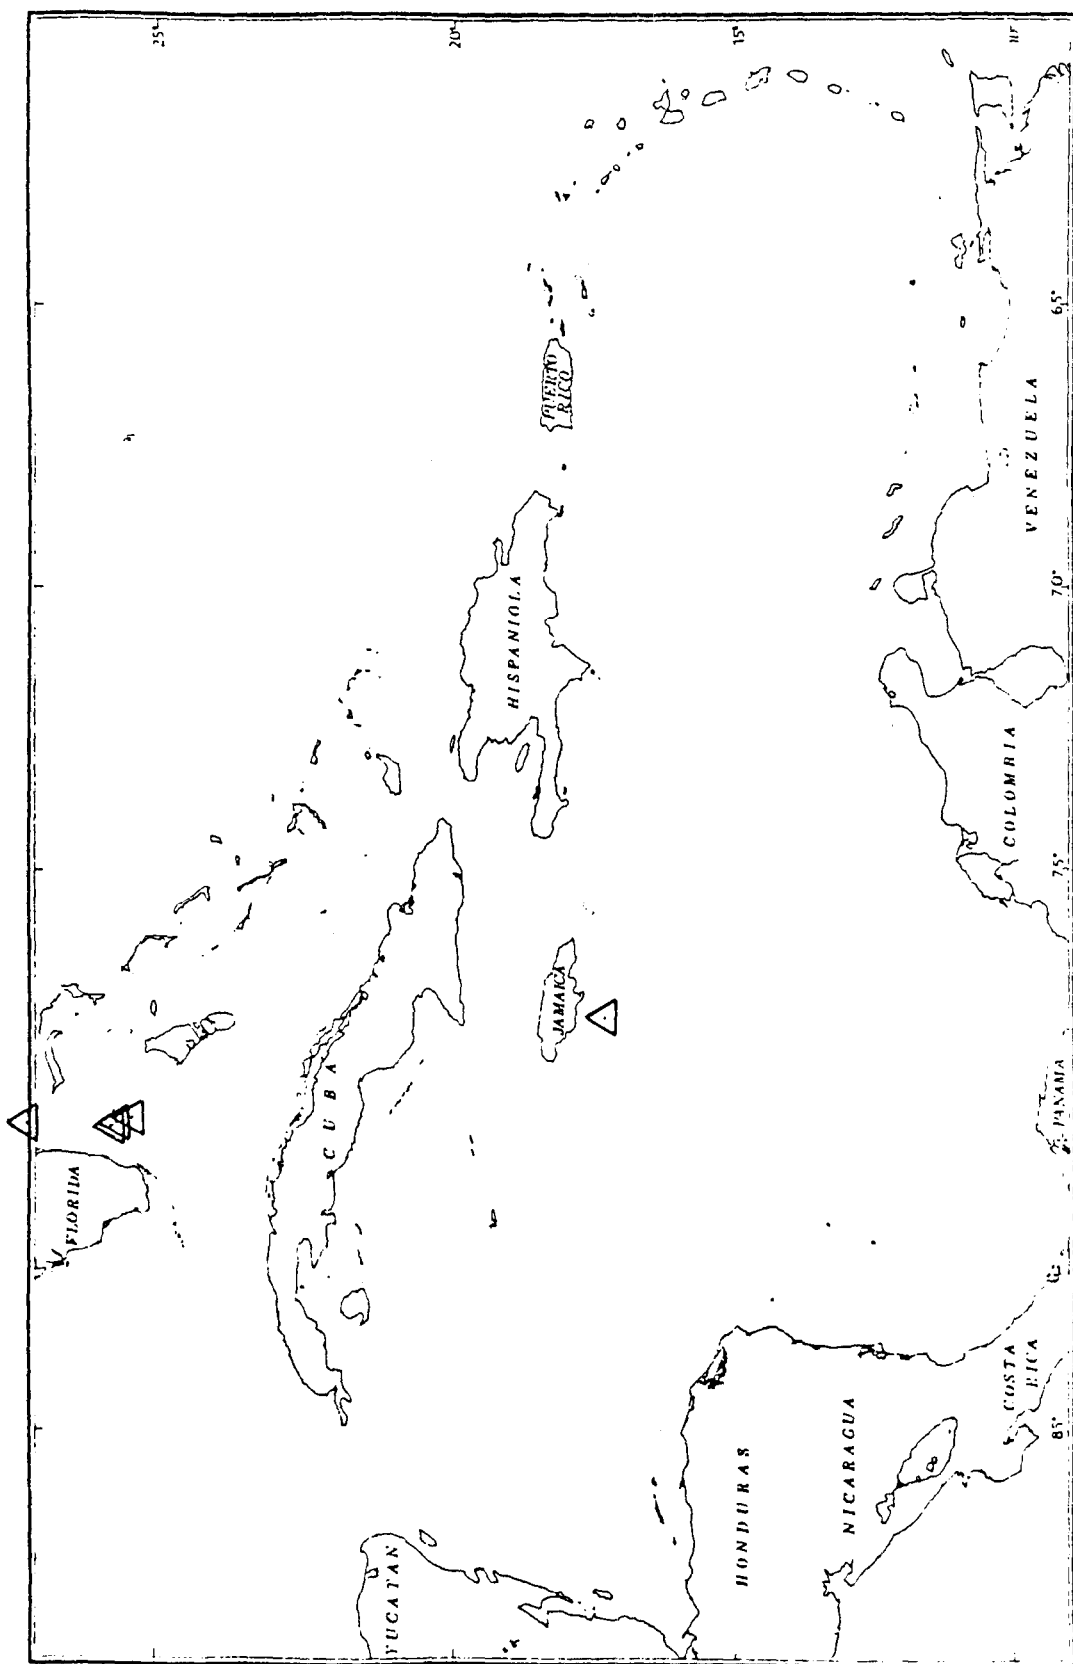 25°
20°
15°
FLORIDA
CUBA
YUCATAN
JAMAICA
HISPANIOLA
PUERTO
RICO
HONDURAS
NICARAGUA
COSTA
RICA
PANAMA
COLOMBIA
VENEZUELA
85°
75°
70°
65°